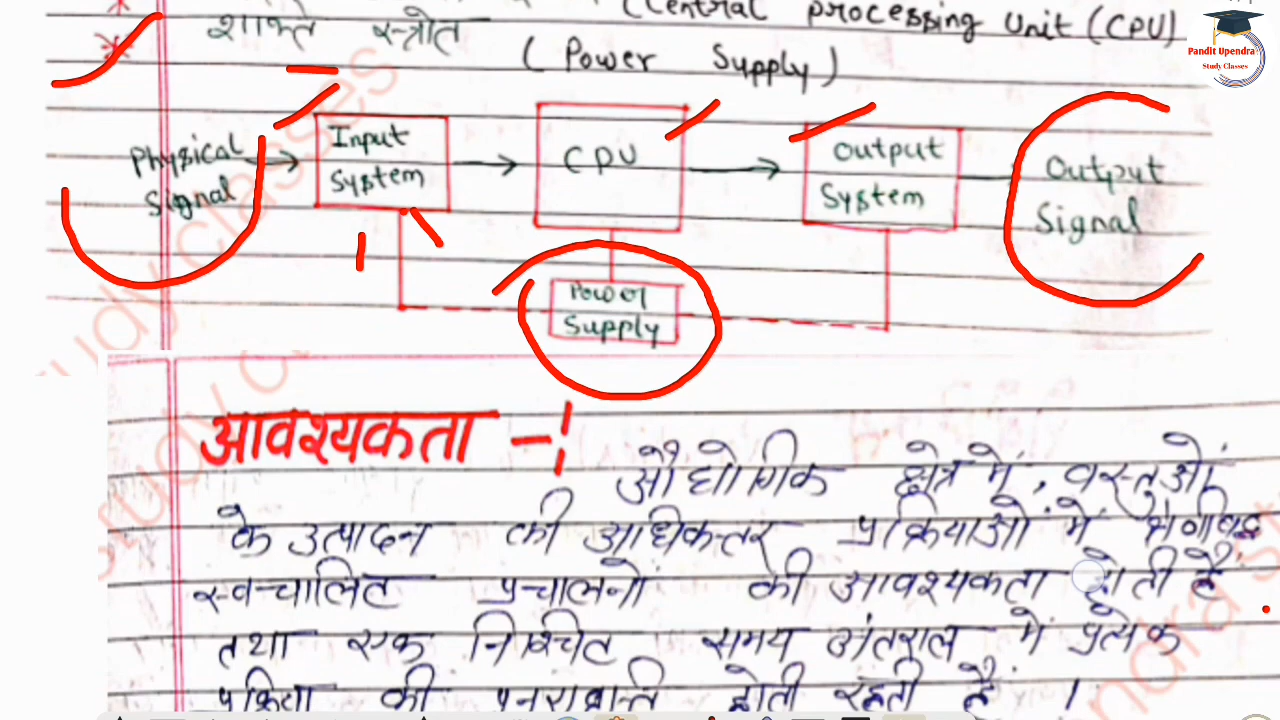 Central Processing Unit (CPU)
शक्ति स्त्रोत (Power Supply)
Pandit Upendra
Study Classes
Physical Signal
Input System
CPU
Output System
Output Signal
Power Supply
आवश्यकता -:
औद्योगिक क्षेत्र में, वस्तुओं
के उत्पादन की अधिकतर प्रक्रियाओं में श्रेणीबद्ध
स्वचालित प्रचालनों की आवश्यकता होती है
तथा एक निश्चित समय अंतराल में प्रत्येक
प्रक्रिया की पुनरावृत्ति होती रहती है ।